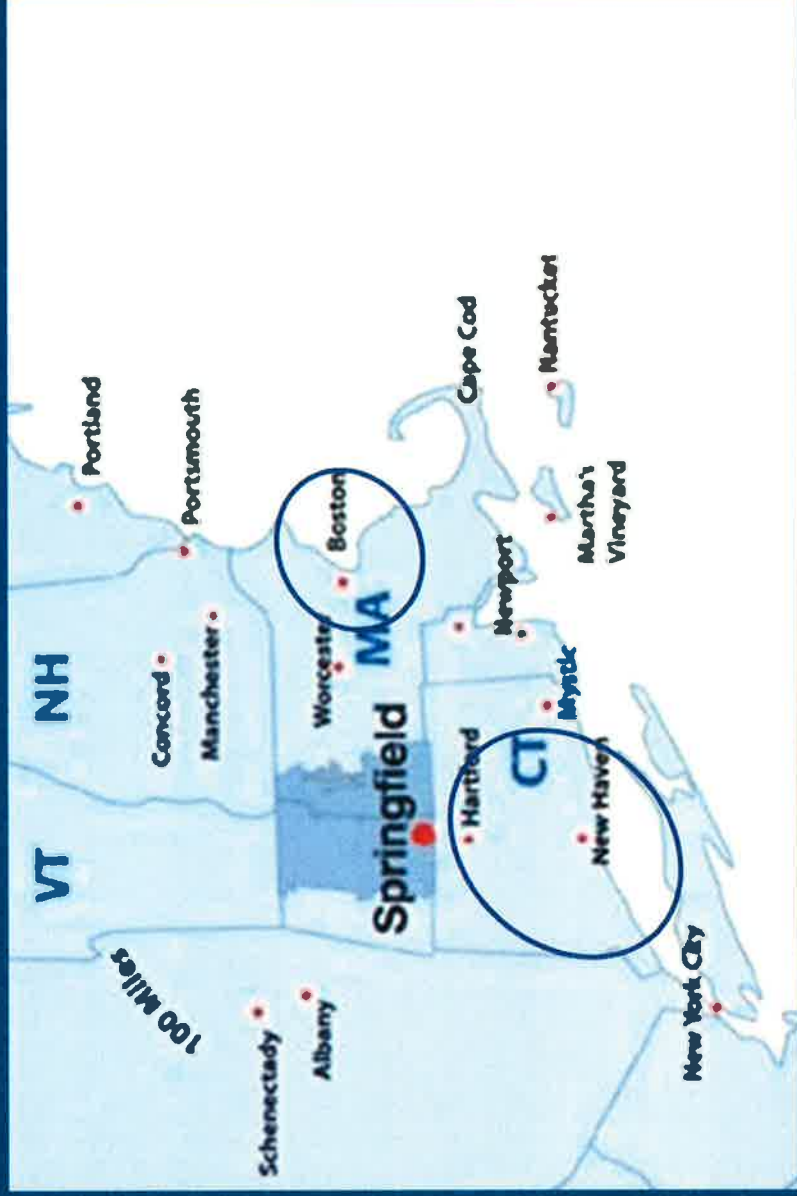 VT
NH
Portland
Concord
Portsmouth
Manchester
100 Miles
Schenectady
Albany
Worcester
Boston
MA
Springfield
Hartford
Cape Cod
CT
Newport
Mystic
Nantucket
Martha's
Vineyard
New Haven
New York City